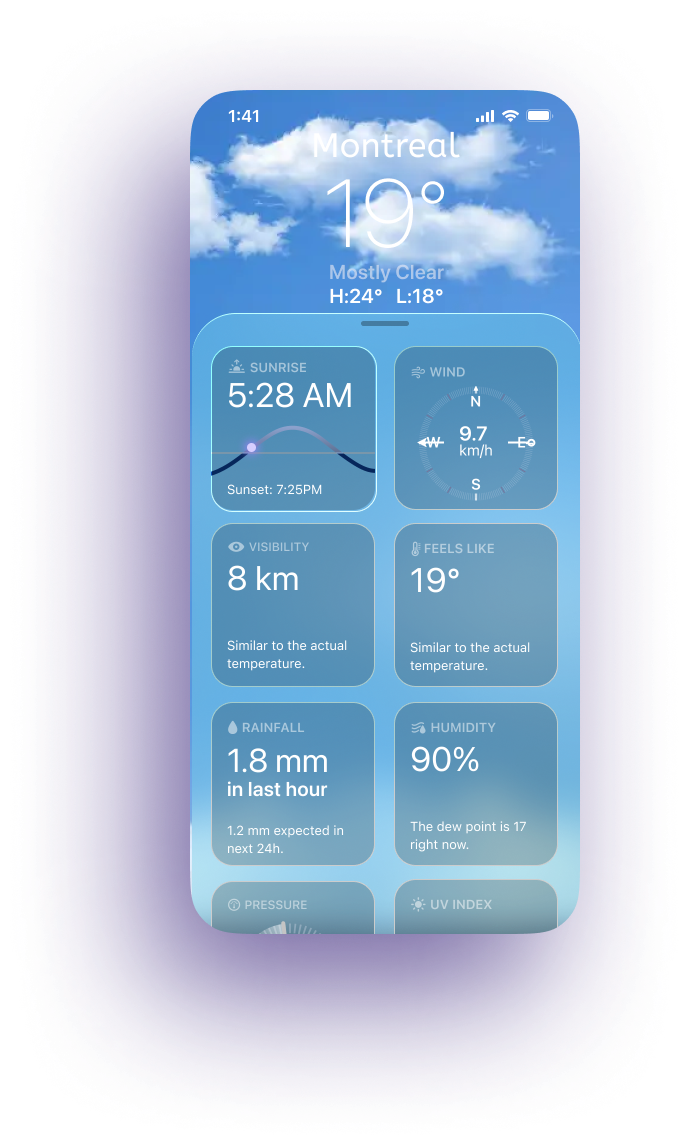 1:41
Montreal
19°
Mostly Clear
H:24° L:18°
SUNRISE
5:28 AM
Sunset: 7:25PM
WIND
N
W
9.7
km/h
E
S
VISIBILITY
8 km
Similar to the actual
temperature.
FEELS LIKE
19°
Similar to the actual
temperature.
RAINFALL
1.8 mm
in last hour
1.2 mm expected in
next 24h.
HUMIDITY
90%
The dew point is 17
right now.
PRESSURE
UV INDEX